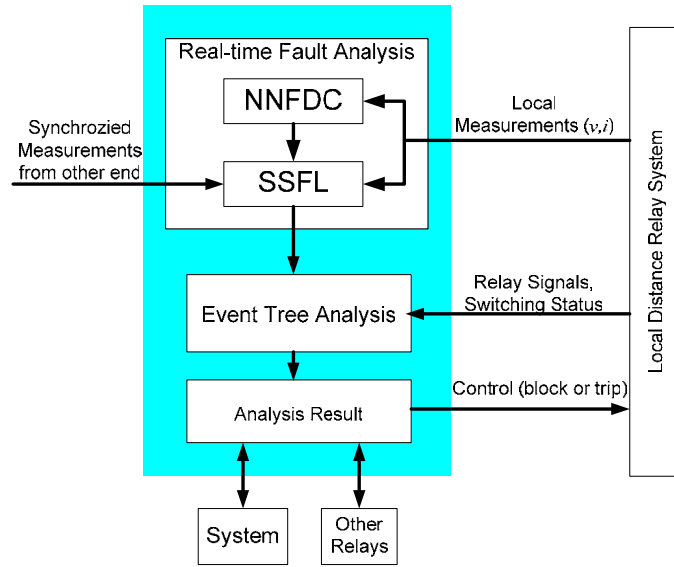 Real-time Fault Analysis
NNFDC
SSFL
Synchrozied
Measurements
from other end
Local
Measurements (v,i)
Local Distance Relay System
Event Tree Analysis
Relay Signals,
Switching Status
Analysis Result
Control (block or trip)
System
Other
Relays